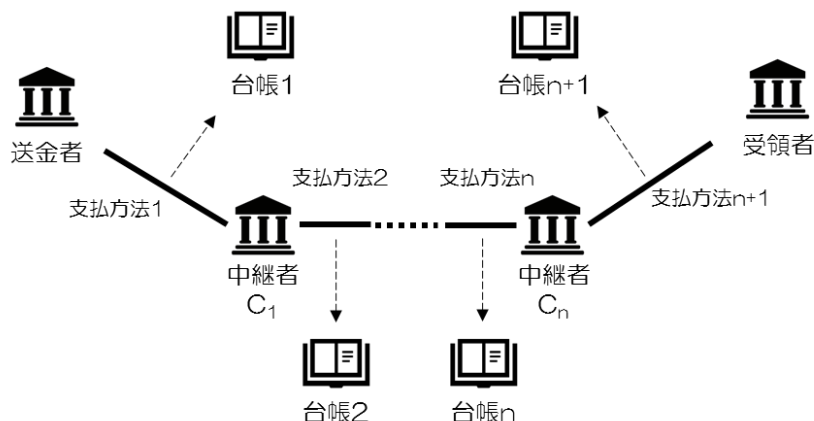 台帳1
台帳n+1
送金者
受領者
支払方法1
支払方法2
支払方法n
支払方法n+1
中継者
C₁
中継者
Cₙ
台帳2
台帳n